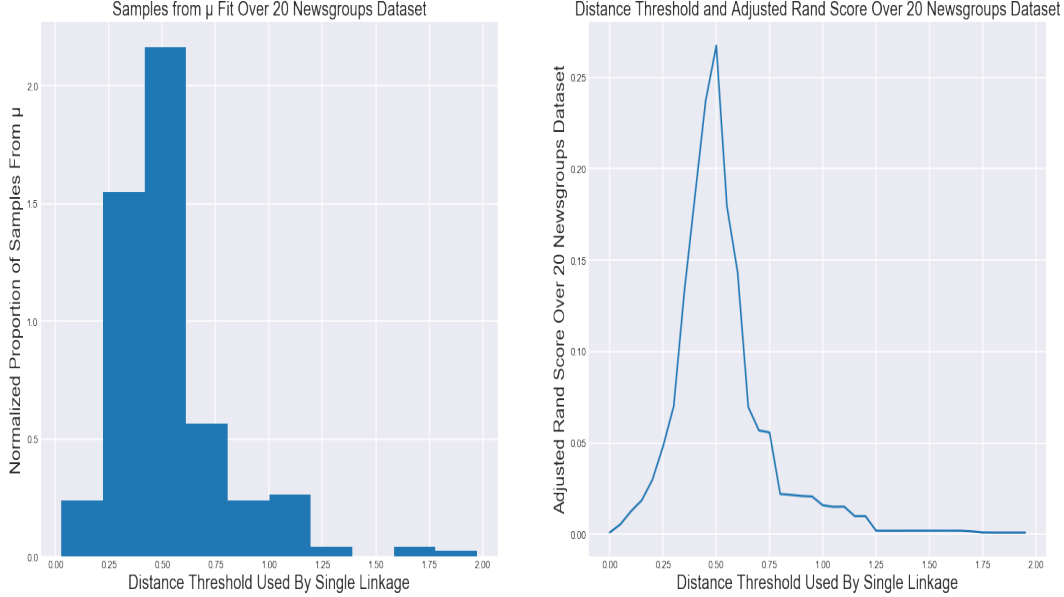 Samples from μ Fit Over 20 Newsgroups Dataset
Normalized Proportion of Samples From μ
2.0
1.5
1.0
0.5
0.0
0.00 0.25 0.50 0.75 1.00 1.25 1.50 1.75 2.00
Distance Threshold Used By Single Linkage
Distance Threshold and Adjusted Rand Score Over 20 Newsgroups Dataset
Adjusted Rand Score Over 20 Newsgroups Dataset
0.25
0.20
0.15
0.10
0.05
0.00
0.00 0.25 0.50 0.75 1.00 1.25 1.50 1.75 2.00
Distance Threshold Used By Single Linkage